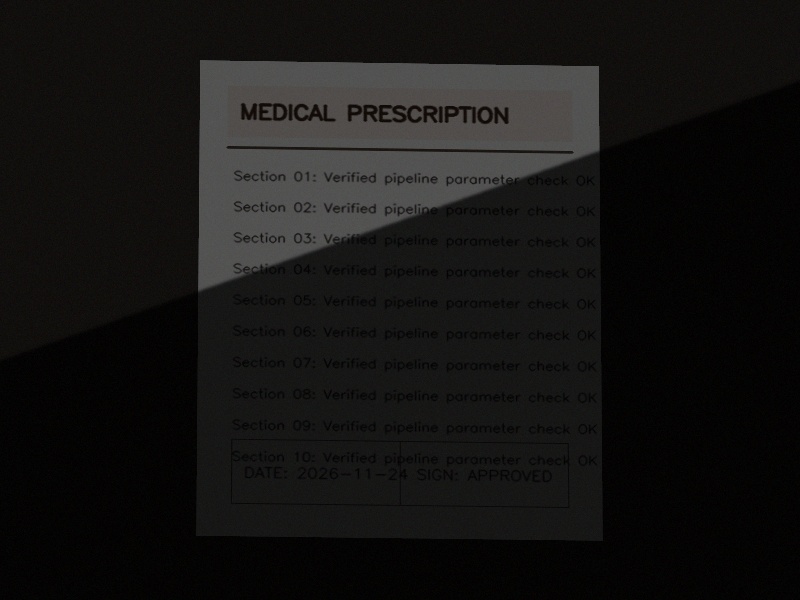 MEDICAL PRESCRIPTION
Section 01: Verified pipeline parameter check OK
Section 02: Verified pipeline parameter check OK
Section 03: Verified pipeline parameter check OK
Section 04: Verified pipeline parameter check OK
Section 05: Verified pipeline parameter check OK
Section 06: Verified pipeline parameter check OK
Section 07: Verified pipeline parameter check OK
Section 08: Verified pipeline parameter check OK
Section 09: Verified pipeline parameter check OK
Section 10: Verified pipeline parameter check OK
DATE: 2026-11-24 SIGN: APPROVED